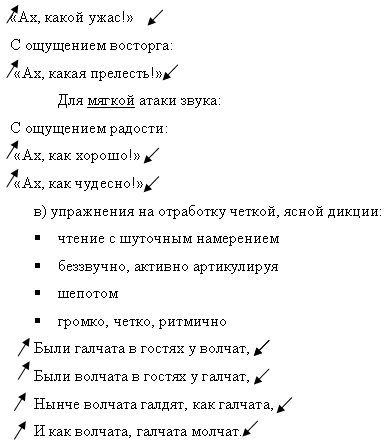 «Ах, какой ужас!»
С ощущением восторга:
«Ах, какая прелесть!»
Для мягкой атаки звука:
С ощущением радости:
«Ах, как хорошо!»
«Ах, как чудесно!»
в) упражнения на отработку четкой, ясной дикции:
▪ чтение с шуточным намерением
▪ беззвучно, активно артикулируя
▪ шепотом
▪ громко, четко, ритмично
Были галчата в гостях у волчат,
Были волчата в гостях у галчат,
Нынче волчата галдят, как галчата,
И как волчата, галчата молчат.